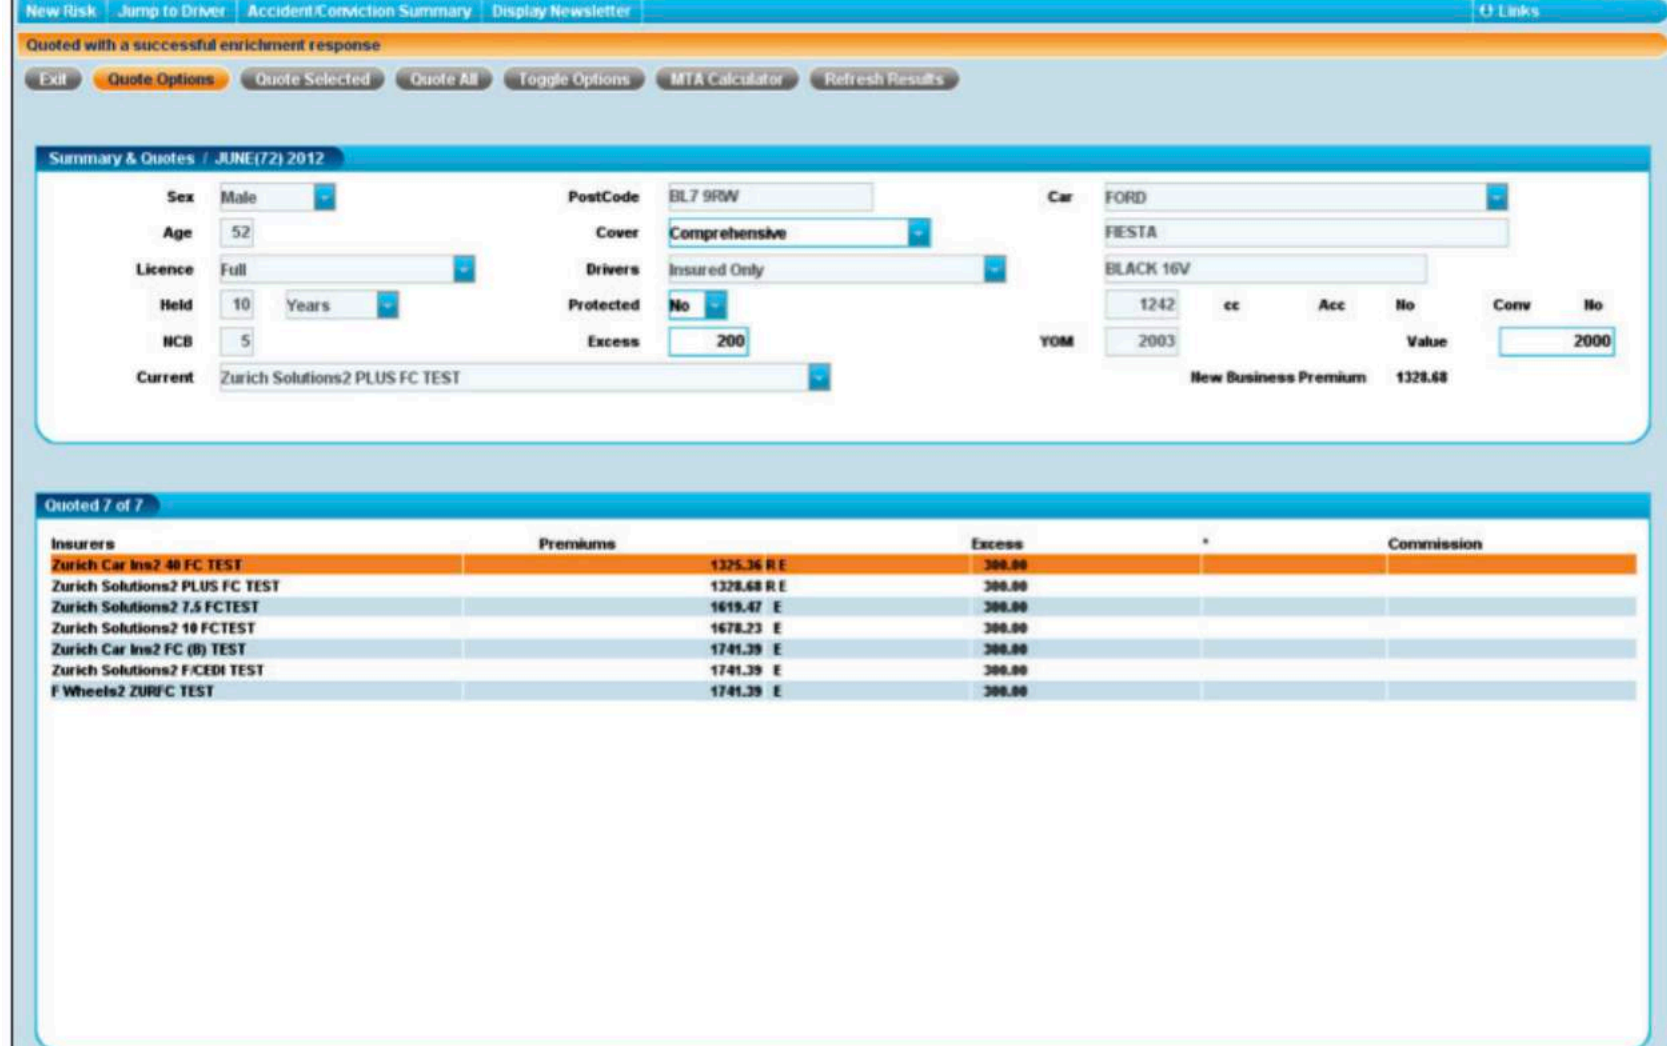 New Risk Jump to Driver Accident/Conviction Summary Display Newsletter Links
Quoted with a successful enrichment response
Exit Quote Options Quote Selected Quote All Toggle Options MTA Calculator Refresh Results
Summary & Quotes / JUNE(72) 2012
Sex Male PostCode BL7 9RW Car FORD
Age 52 Cover Comprehensive FIESTA
Licence Full Drivers Insured Only BLACK 16V
Held 10 Years Protected No 1242 cc Acc No Conv No
NCB 5 Excess 200 YOM 2003 Value 2000
Current Zurich Solutions2 PLUS FC TEST New Business Premium 1328.68
Quoted 7 of 7
Insurers Premiums Excess * Commission
Zurich Car Ins2 40 FC TEST 1325.36 R E 300.00
Zurich Solutions2 PLUS FC TEST 1328.68 R E 300.00
Zurich Solutions2 7.5 FCTEST 1619.47 E 300.00
Zurich Solutions2 10 FCTEST 1678.23 E 300.00
Zurich Car Ins2 FC (B) TEST 1741.39 E 300.00
Zurich Solutions2 F/CEDI TEST 1741.39 E 300.00
F Wheels2 ZURFC TEST 1741.39 E 300.00